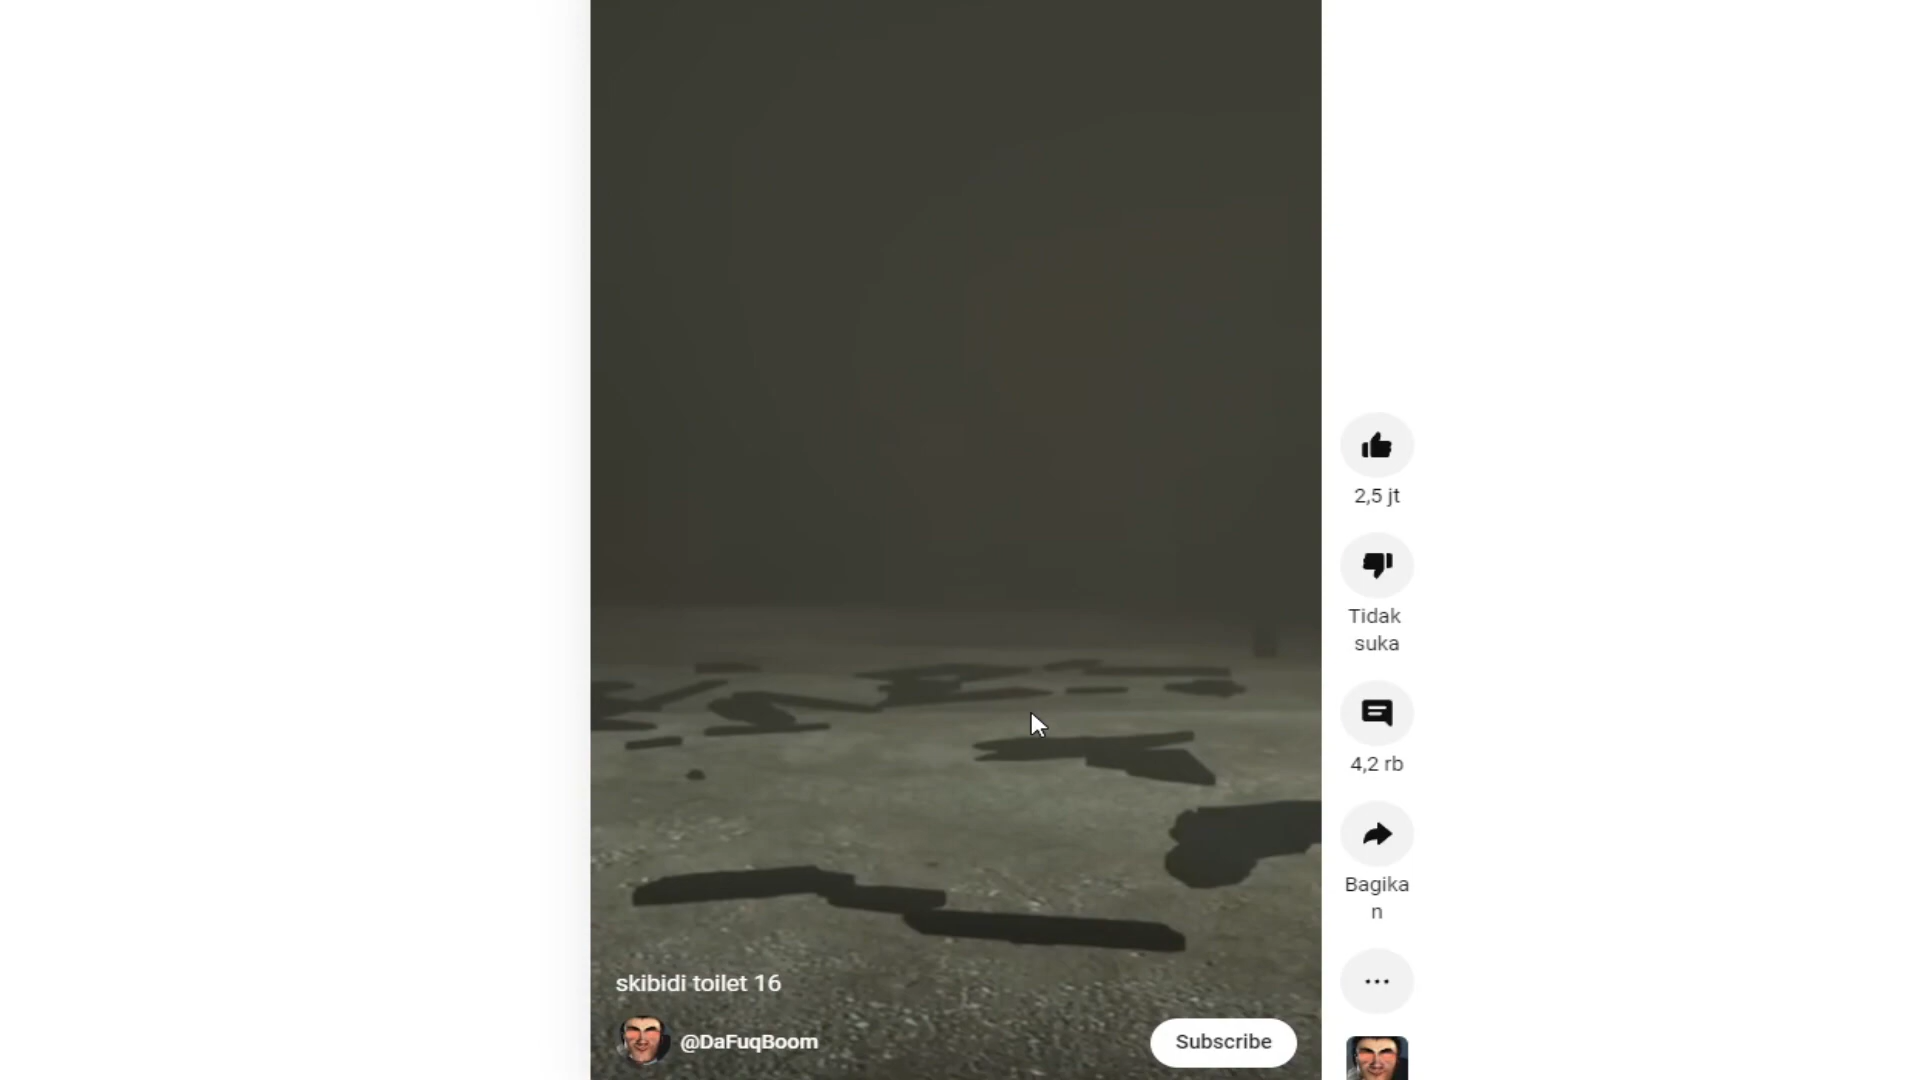 2,5 jt
Tidak
suka
4,2 rb
Bagika
n
skibidi toilet 16
@DaFuqBoom
Subscribe